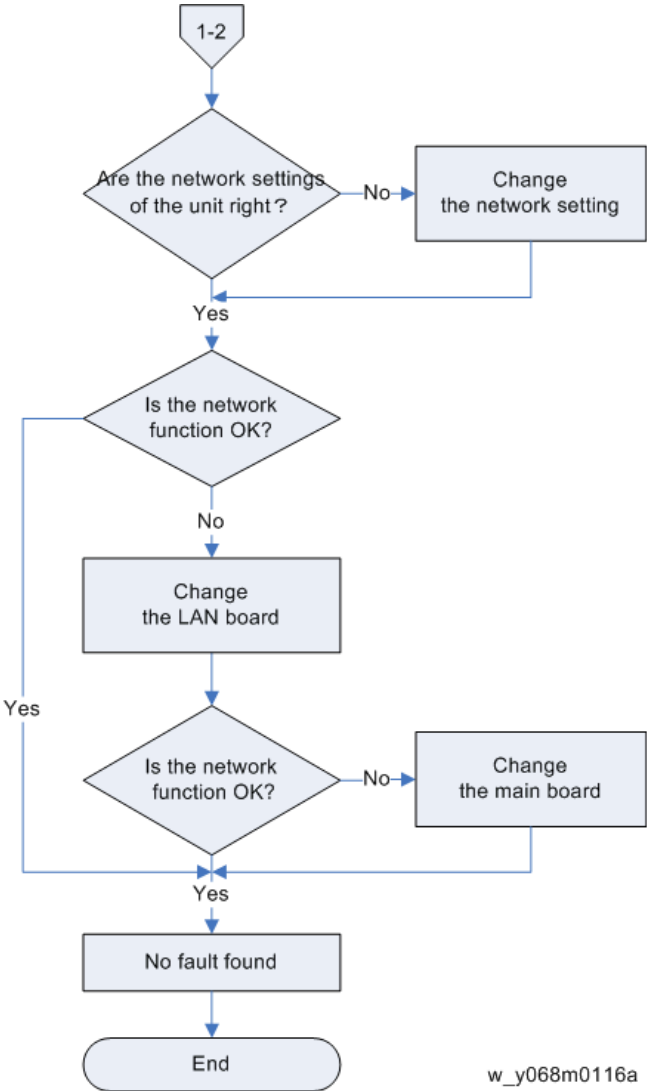 1-2
Are the network settings
of the unit right？
No
Change
the network setting
Yes
Is the network
function OK?
No
Change
the LAN board
Yes
Is the network
function OK?
No
Change
the main board
Yes
No fault found
End
w_y068m0116a